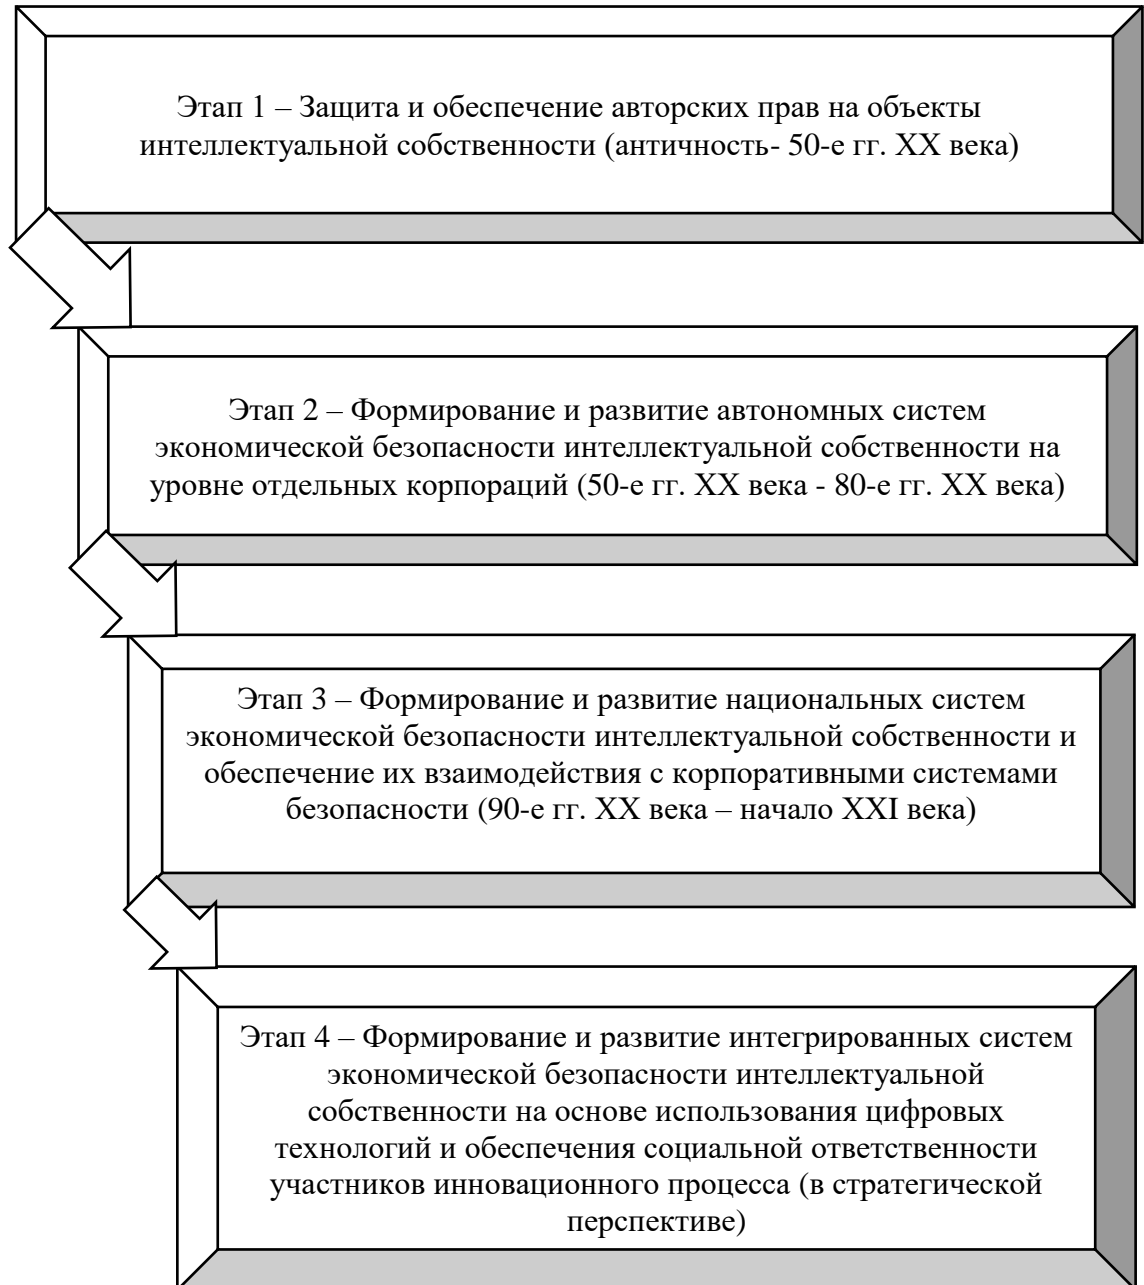 Этап 1 – Защита и обеспечение авторских прав на объекты
интеллектуальной собственности (античность- 50-е гг. XX века)
Этап 2 – Формирование и развитие автономных систем
экономической безопасности интеллектуальной собственности на
уровне отдельных корпораций (50-е гг. XX века - 80-е гг. XX века)
Этап 3 – Формирование и развитие национальных систем
экономической безопасности интеллектуальной собственности и
обеспечение их взаимодействия с корпоративными системами
безопасности (90-е гг. XX века – начало XXI века)
Этап 4 – Формирование и развитие интегрированных систем
экономической безопасности интеллектуальной
собственности на основе использования цифровых
технологий и обеспечения социальной ответственности
участников инновационного процесса (в стратегической
перспективе)